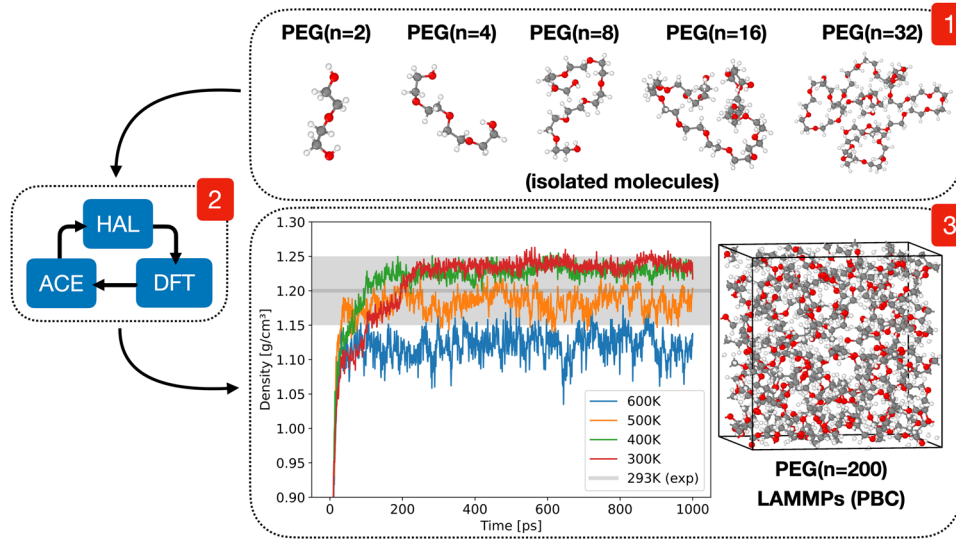 1
PEG(n=2) PEG(n=4) PEG(n=8) PEG(n=16) PEG(n=32)
(isolated molecules)
2
HAL
ACE DFT
3
1.30
1.25
1.20
1.15
1.10
1.05
1.00
0.95
0.90
Density [g/cm³]
600K
500K
400K
300K
293K (exp)
0 200 400 600 800 1000
Time [ps]
PEG(n=200)
LAMMPs (PBC)